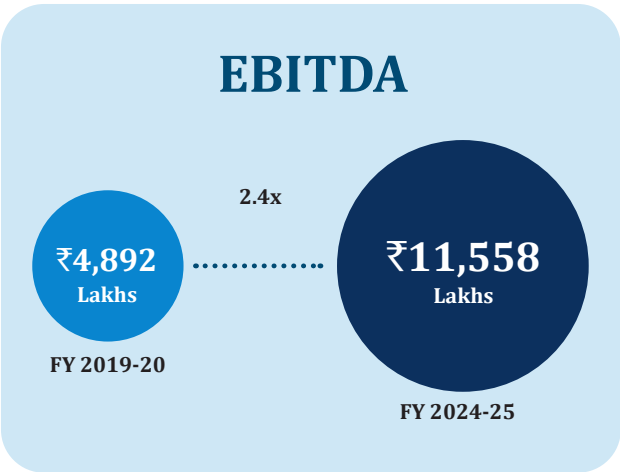 EBITDA
2.4x
₹4,892
Lakhs
FY 2019-20
₹11,558
Lakhs
FY 2024-25